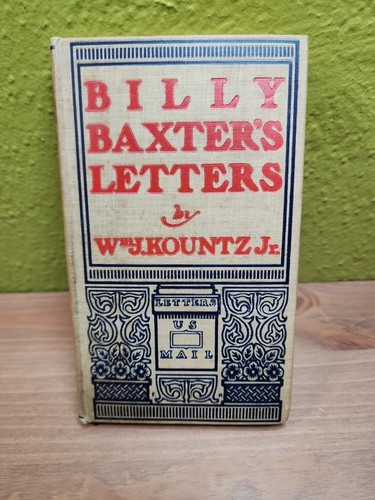 BILLY
BAXTER'S
LETTERS
by
Wm J. KOUNTZ Jr.
LETTERS
US
MAIL